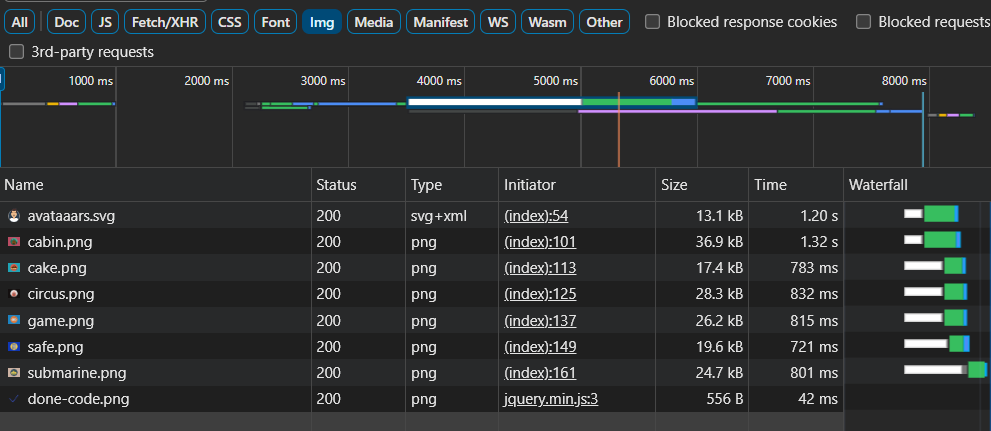 All Doc JS Fetch/XHR CSS Font Img Media Manifest WS Wasm Other Blocked response cookies Blocked requests
3rd-party requests
1000 ms 2000 ms 3000 ms 4000 ms 5000 ms 6000 ms 7000 ms 8000 ms
Name Status Type Initiator Size Time Waterfall
avataaars.svg 200 svg+xml (index):54 13.1 kB 1.20 s
cabin.png 200 png (index):101 36.9 kB 1.32 s
cake.png 200 png (index):113 17.4 kB 783 ms
circus.png 200 png (index):125 28.3 kB 832 ms
game.png 200 png (index):137 26.2 kB 815 ms
safe.png 200 png (index):149 19.6 kB 721 ms
submarine.png 200 png (index):161 24.7 kB 801 ms
done-code.png 200 png jquery.min.js:3 556 B 42 ms